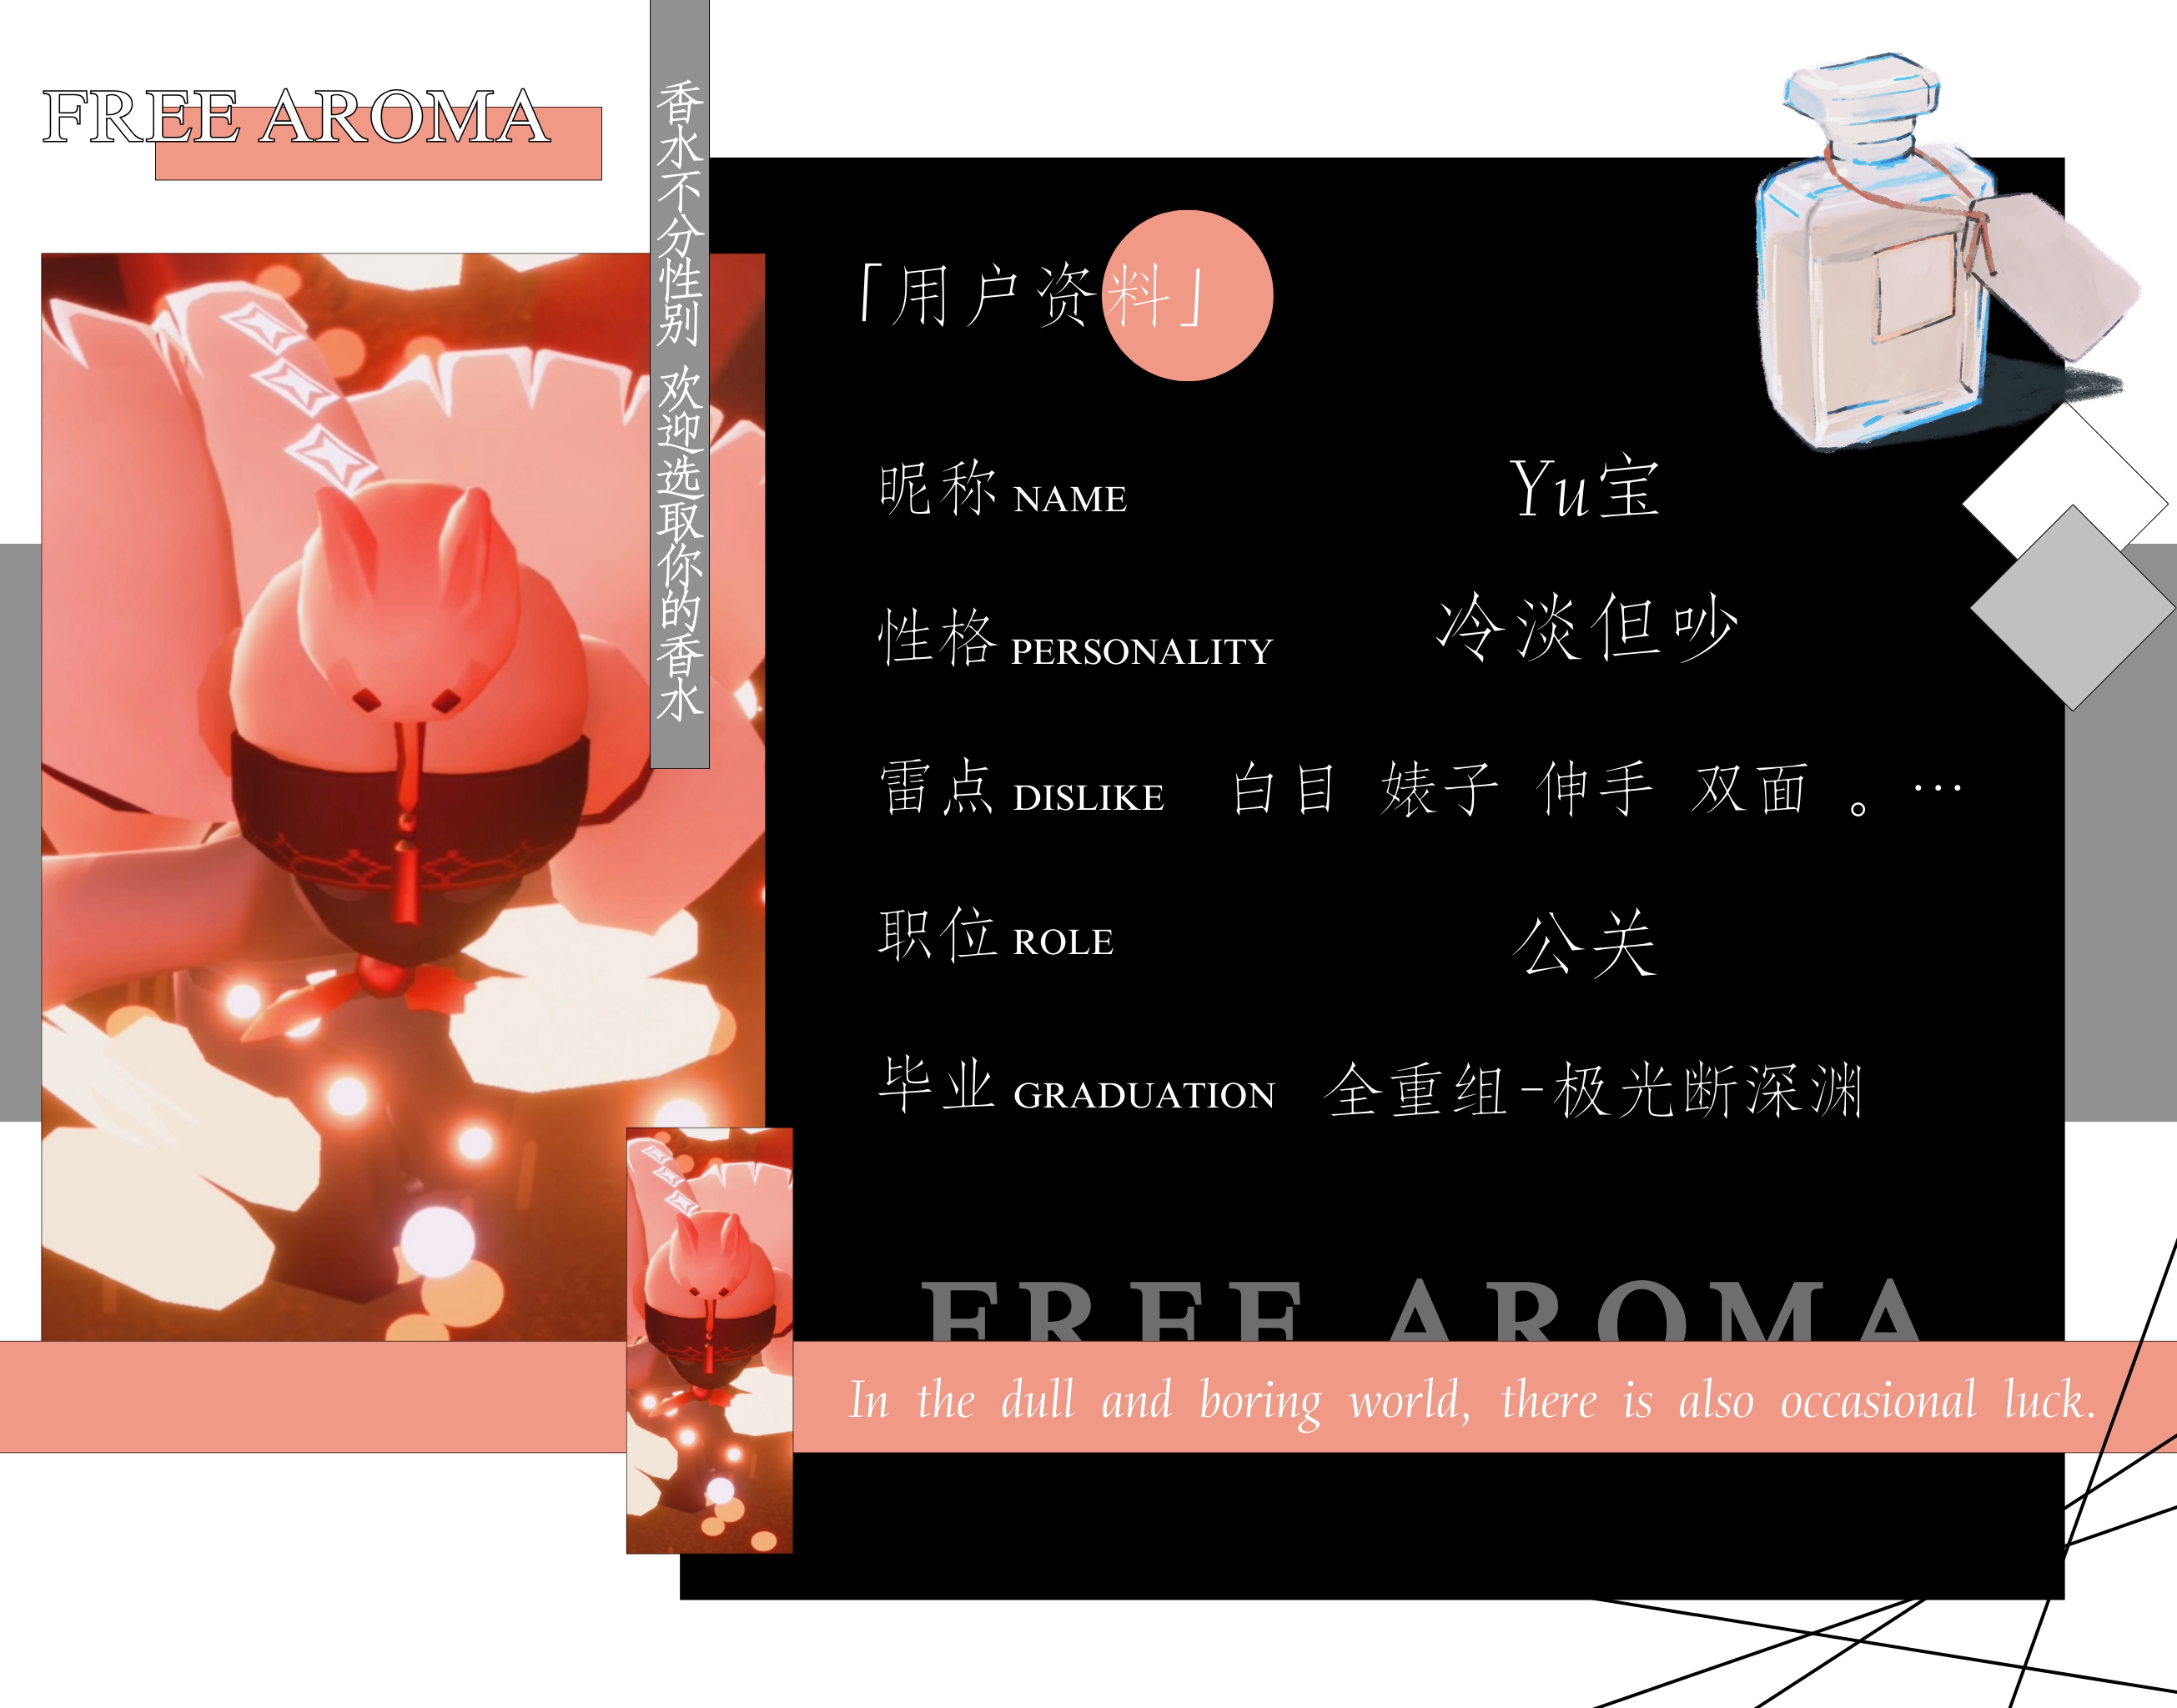 FREE AROMA
香水不分性别 欢迎选取你的香水
「用户资料」
昵称 NAME Yu宝
性格 PERSONALITY 冷淡但吵
雷点 DISLIKE 白目 婊子 伸手 双面 。…
职位 ROLE 公关
毕业 GRADUATION 全重组-极光断深渊
FREE AROMA
In the dull and boring world, there is also occasional luck.